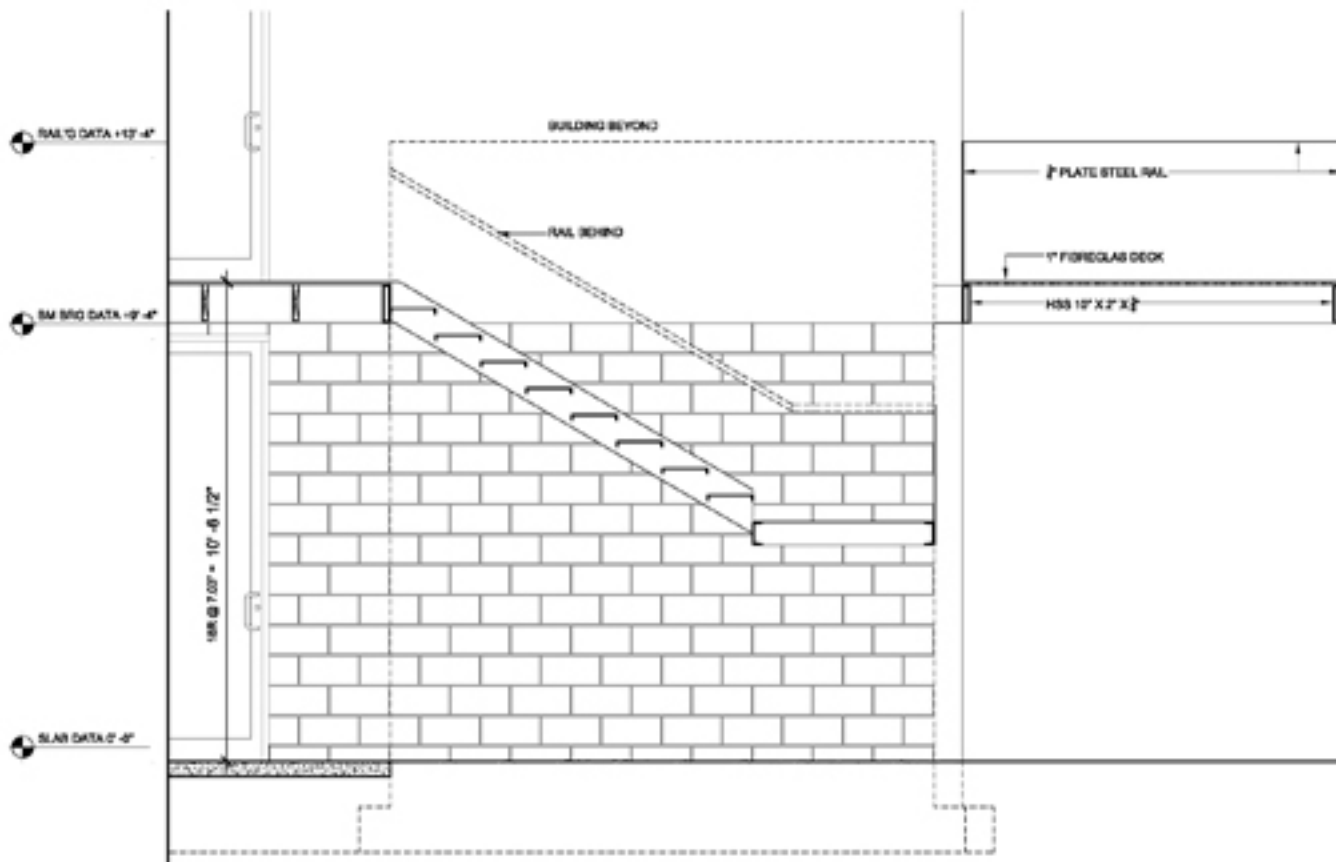 BUILDING BEYOND
RAIL'G DATA +13' -4"
PLATE STEEL RAIL
RAIL BEHIND
1" FIBREGLAS DECK
HSS 10" X 2" X
BM BRG DATA +9' -4"
18R @ 7.03" = 10' -6 1/2"
SLAB DATA 0' -0"